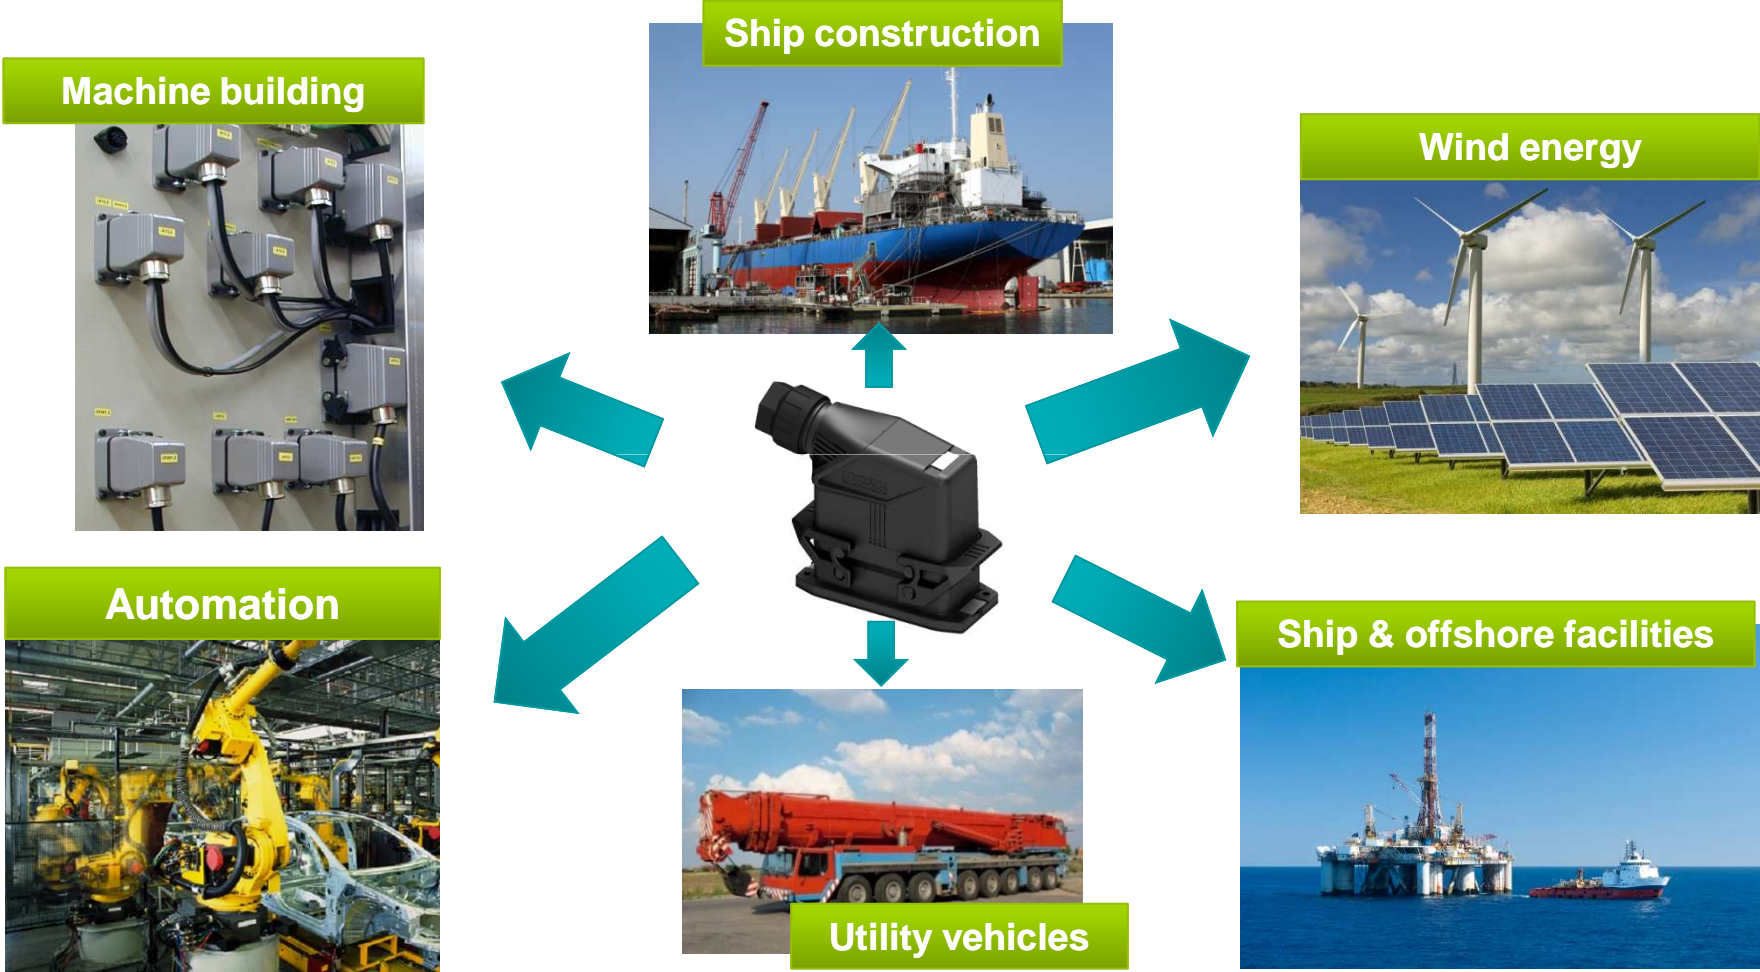 Ship construction
Machine building
Wind energy
Automation
Ship & offshore facilities
Utility vehicles